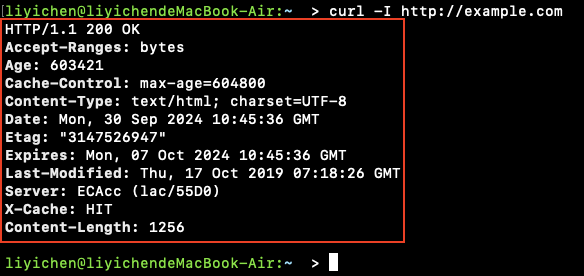 liyichen@liyichendeMacBook-Air:~  > curl -I http://example.com
HTTP/1.1 200 OK
Accept-Ranges: bytes
Age: 603421
Cache-Control: max-age=604800
Content-Type: text/html; charset=UTF-8
Date: Mon, 30 Sep 2024 10:45:36 GMT
Etag: "3147526947"
Expires: Mon, 07 Oct 2024 10:45:36 GMT
Last-Modified: Thu, 17 Oct 2019 07:18:26 GMT
Server: ECAcc (lac/55D0)
X-Cache: HIT
Content-Length: 1256
liyichen@liyichendeMacBook-Air:~  >